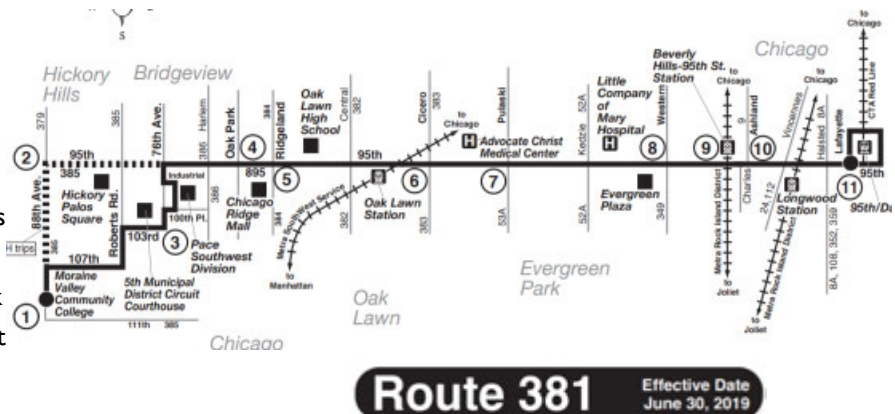 S
to
Chicago
to
Chicago
Hickory
Hills
Bridgeview
Chicago
Beverly
Hills-95th St.
Station
Oak
Lawn
High
School
Little
Company
of
Mary
Hospital
379
385
76th Ave.
386 Harlem
Oak Park
384
Ridgeland
Central
382
Cicero
383
Pulaski
Kedzie 52A
Western
to
Chicago
9
Ashland
Vincennes
Halsted 8A
Lafayette
CTA Red Line
to
Chicago
Advocate Christ
Medical Center
2
95th
385
4
895
5
95th
6
7
8
9
10
11
95th
Industrial
100th Pl.
386
384
382
383
53A
52A
349
Charles
24,112
8A, 108, 352, 359
88th Ave.
385
H trips
Hickory
Palos
Square
Roberts Rd.
103rd
3
Pace
Southwest
Division
Chicago
Ridge
Mall
Metra SouthWest Service
to
Manhattan
Oak Lawn
Station
Evergreen
Plaza
Metra Rock Island District
to
Joliet
Longwood
Station
Metra Rock Island District
to
Joliet
95th/Da
107th
Moraine
Valley
Community
College
1
5th Municipal
District Circuit
Courthouse
111th 385
Oak
Lawn
Evergreen
Park
Chicago
s
k
t
Route 381
Effective Date
June 30, 2019